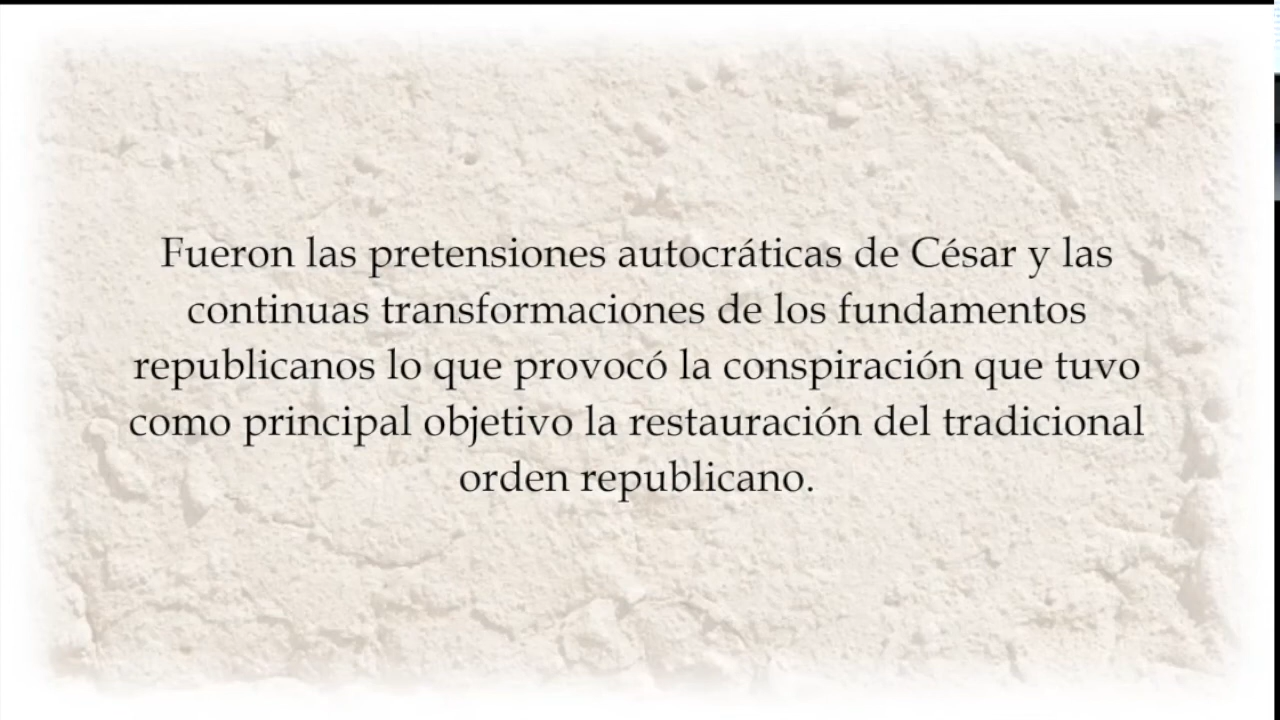 Fueron las pretensiones autocráticas de César y las
continuas transformaciones de los fundamentos
republicanos lo que provocó la conspiración que tuvo
como principal objetivo la restauración del tradicional
orden republicano.